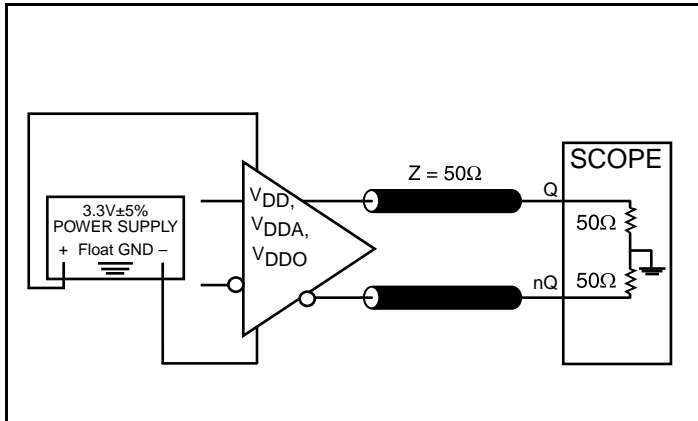 3.3V±5%
POWER SUPPLY
+ Float GND –
VDD,
VDDA,
VDDO
Z = 50Ω
Q
nQ
SCOPE
50Ω
50Ω